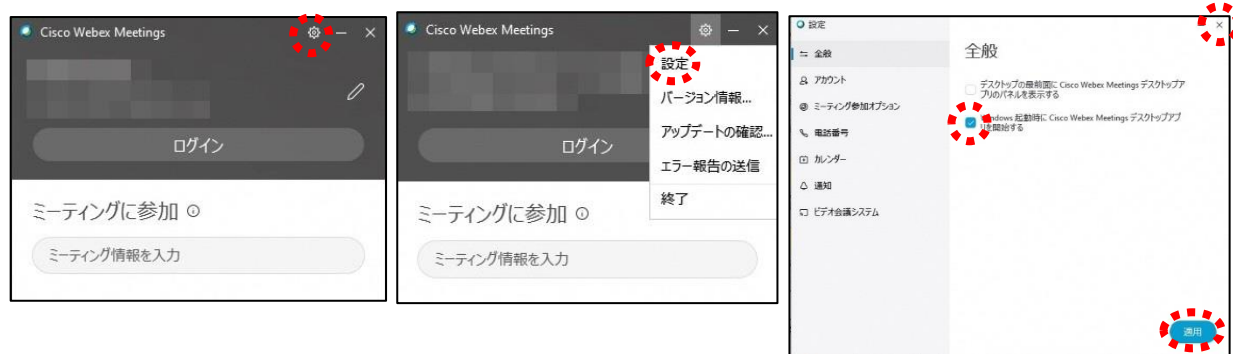 Cisco Webex Meetings
ログイン
ミーティングに参加
ミーティング情報を入力
Cisco Webex Meetings
設定
バージョン情報...
アップデートの確認...
エラー報告の送信
終了
ログイン
ミーティングに参加
ミーティング情報を入力
設定
全般
アカウント
ミーティング参加オプション
電話番号
カレンダー
通知
ビデオ会議システム
全般
デスクトップの最前面に Cisco Webex Meetings デスクトップア
プリのパネルを表示する
Windows 起動時に Cisco Webex Meetings デスクトップアプ
リを開始する
適用